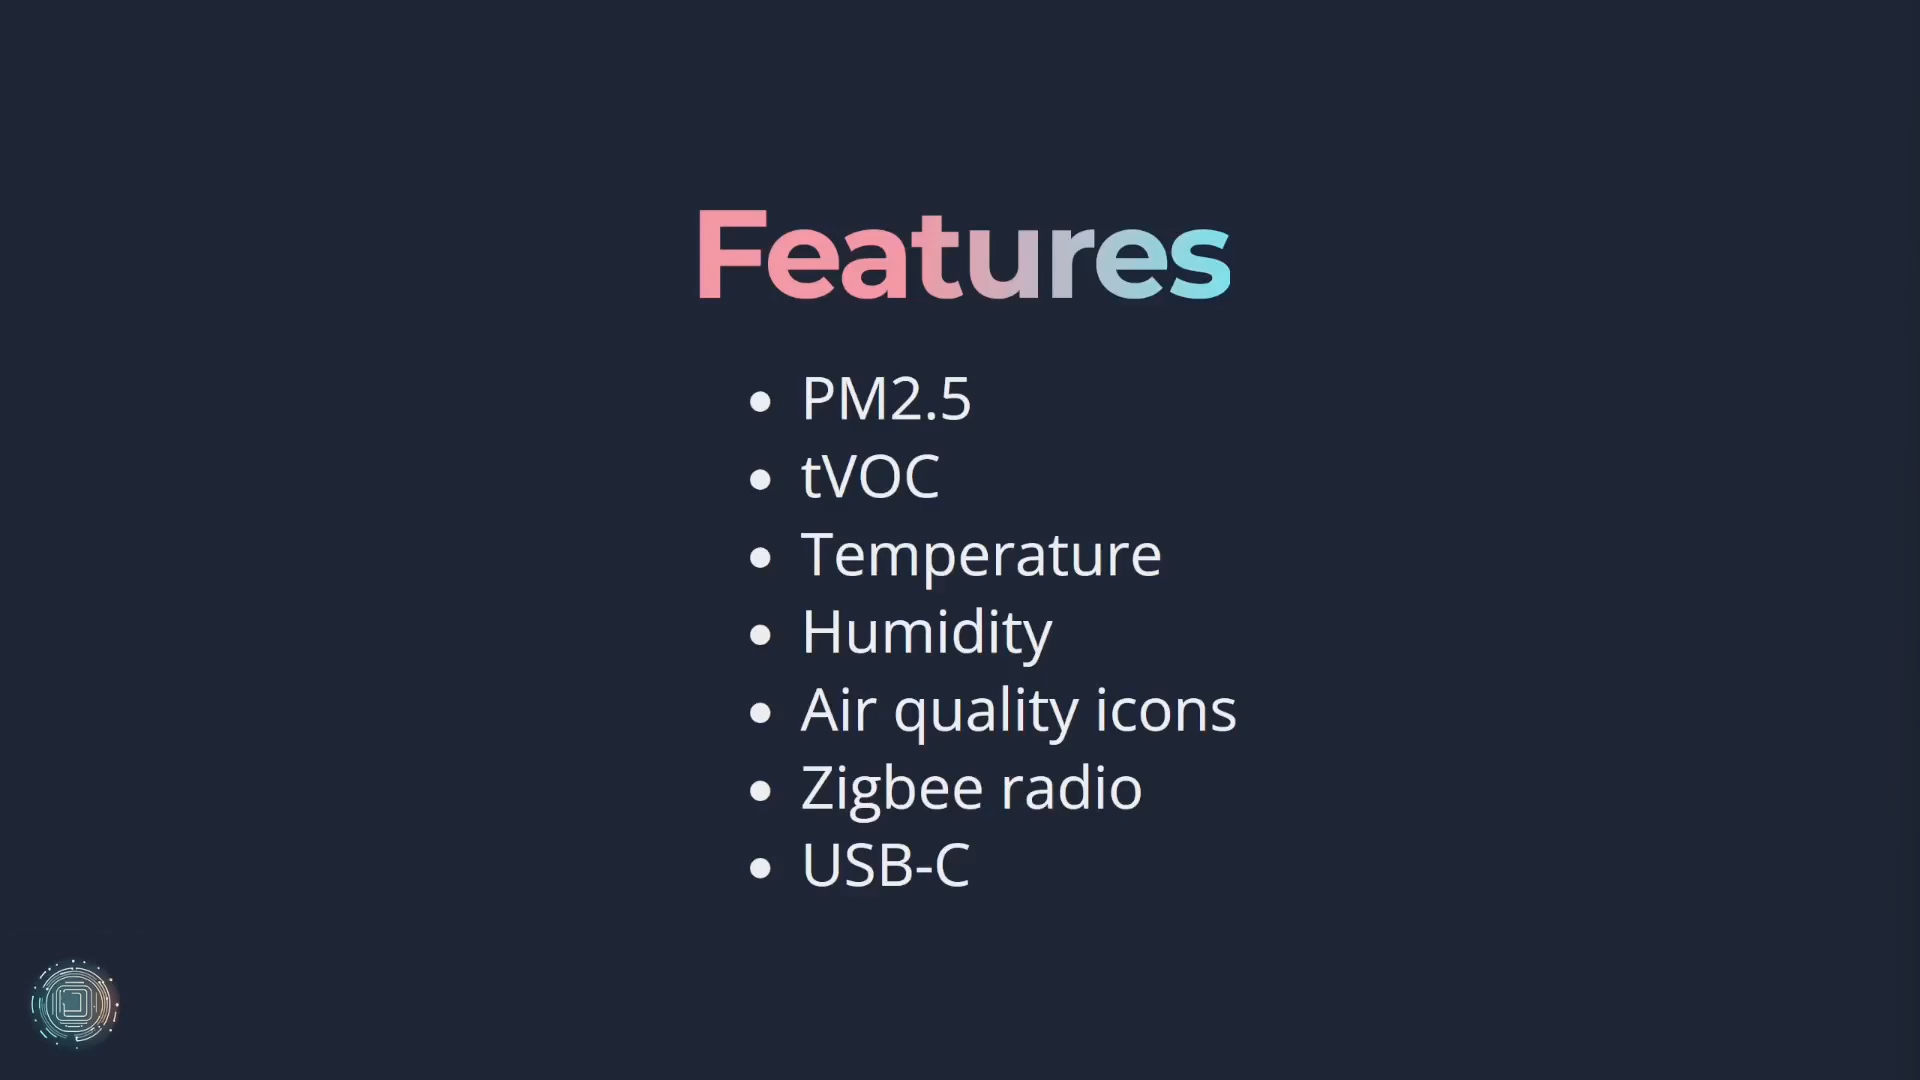 Features
PM2.5
tVOC
Temperature
Humidity
Air quality icons
Zigbee radio
USB-C